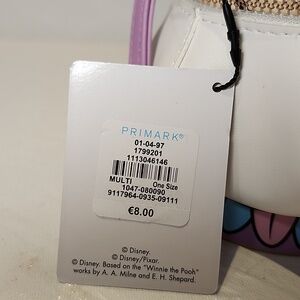 PRIMARK®
01-04-97
1799201
1113046146
MULTI
One Size
1047-080090
9117964-0935-09111
€8.00
© Disney.
© Disney/Pixar.
© Disney. Based on the "Winnie the Pooh"
works by A. A. Milne and E. H. Shepard.